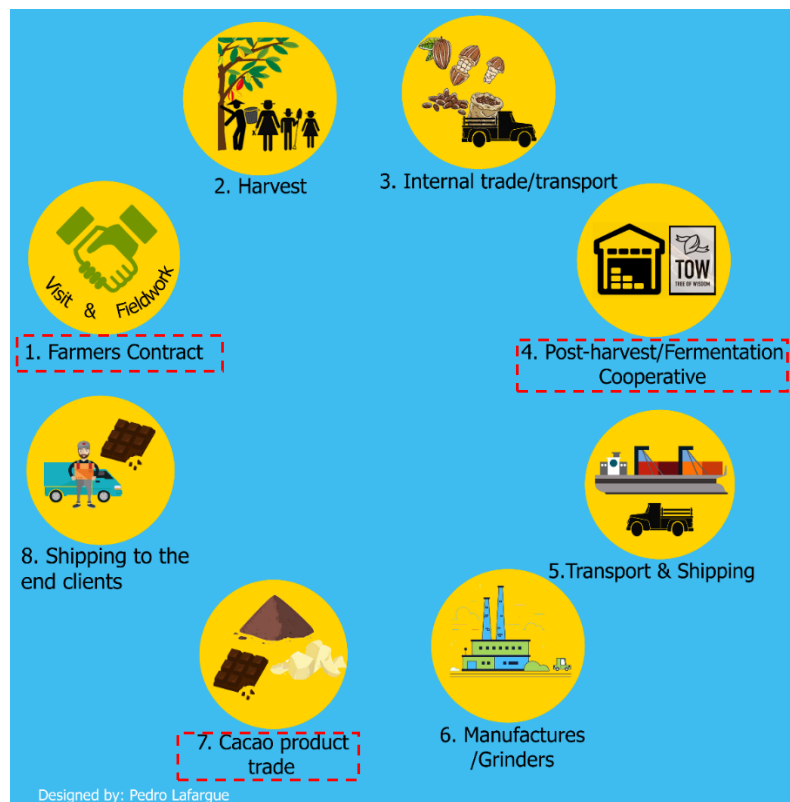 2. Harvest
3. Internal trade/transport
Visit & Fieldwork
1. Farmers Contract
TOW
TREE OF WISDOM
4. Post-harvest/Fermentation
Cooperative
8. Shipping to the
end clients
5.Transport & Shipping
7. Cacao product
trade
6. Manufactures
/Grinders
Designed by: Pedro Lafargue